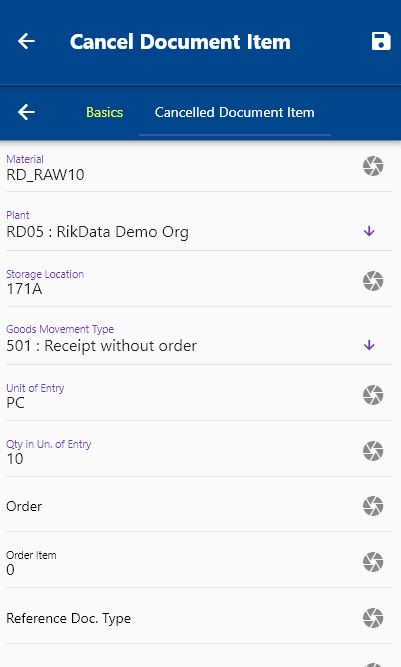 Cancel Document Item
Basics Cancelled Document Item
Material
RD_RAW10
Plant
RD05 : RikData Demo Org
Storage Location
171A
Goods Movement Type
501 : Receipt without order
Unit of Entry
PC
Qty in Un. of Entry
10
Order
Order Item
0
Reference Doc. Type